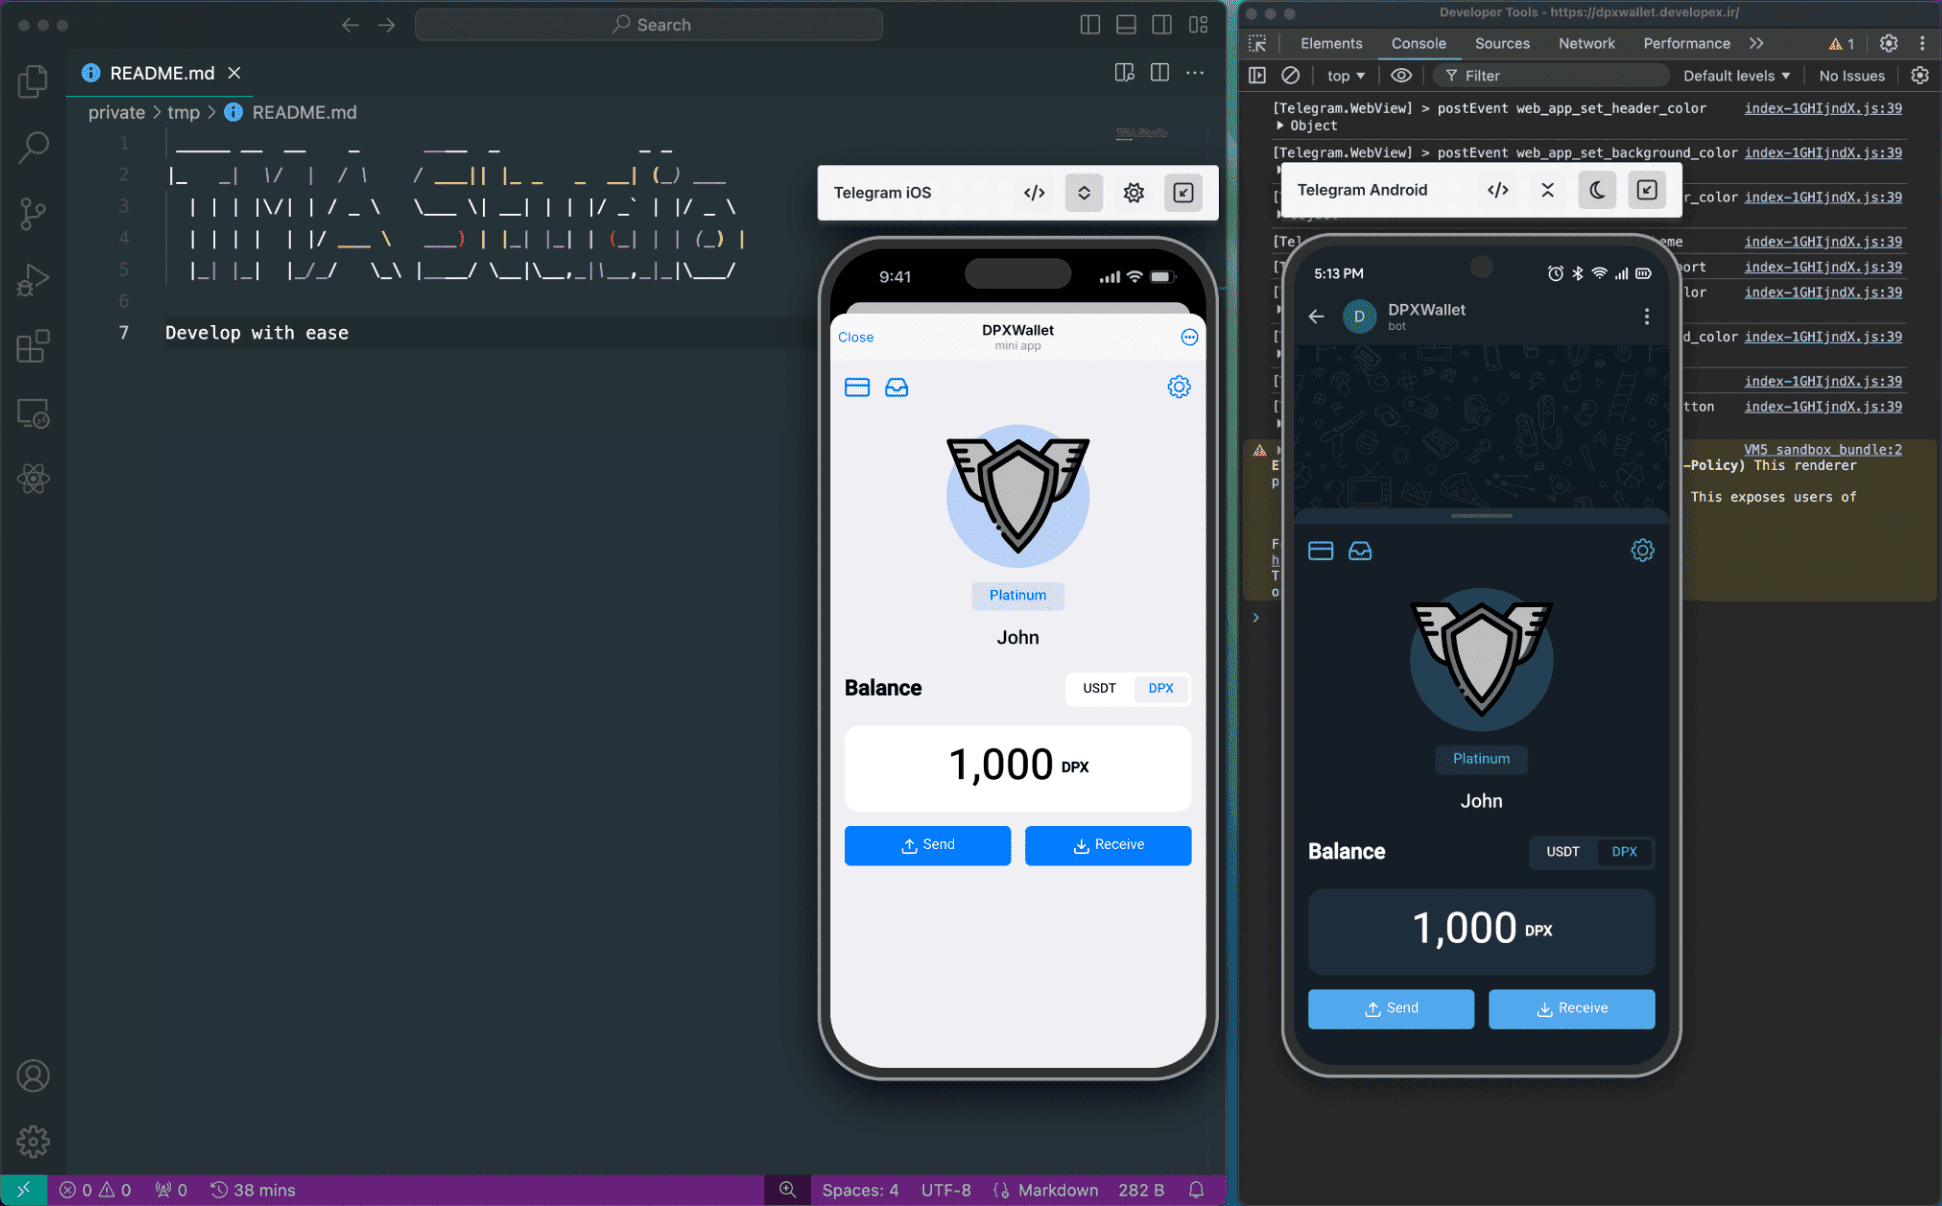 Search
README.md
private > tmp > README.md
TMA Studio
1
2
3
4
5
6
7 Develop with ease
0 0 0 38 mins
Spaces: 4 UTF-8 Markdown 282 B
Telegram iOS
9:41
Close
DPXWallet
mini app
Platinum
John
Balance
USDT DPX
1,000 DPX
Send Receive
Developer Tools - https://dpxwallet.developex.ir/
Elements Console Sources Network Performance 1
top Filter Default levels No Issues
[Telegram.WebView] > postEvent web_app_set_header_color index-1GHIjndX.js:39
Object
[Telegram.WebView] > postEvent web_app_set_background_color index-1GHIjndX.js:39
r_color index-1GHIjndX.js:39
[Tel eme index-1GHIjndX.js:39
ort index-1GHIjndX.js:39
lor index-1GHIjndX.js:39
d_color index-1GHIjndX.js:39
index-1GHIjndX.js:39
tton index-1GHIjndX.js:39
VM5 sandbox_bundle:2
-Policy) This renderer
This exposes users of
Telegram Android
5:13 PM
D
DPXWallet
bot
Platinum
John
Balance
USDT DPX
1,000 DPX
Send Receive